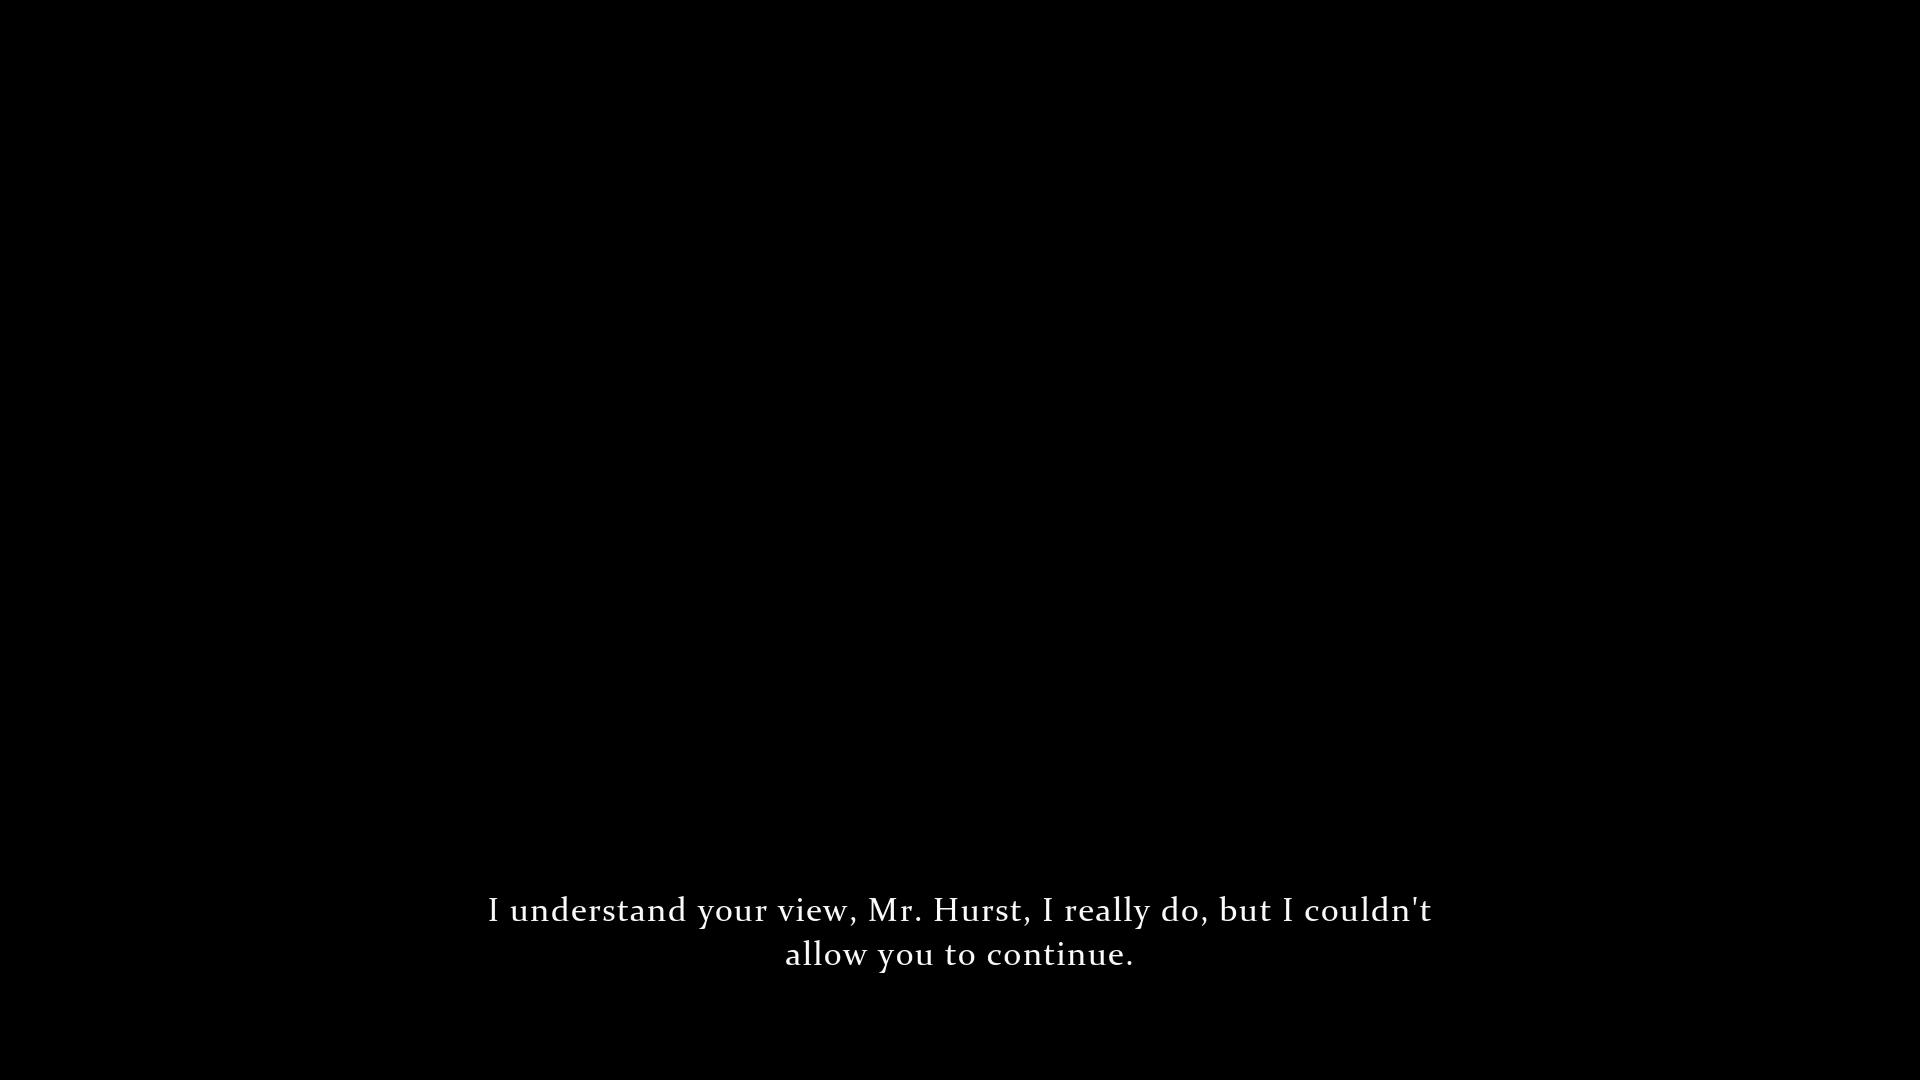 I understand your view, Mr. Hurst, I really do, but I couldn't
allow you to continue.